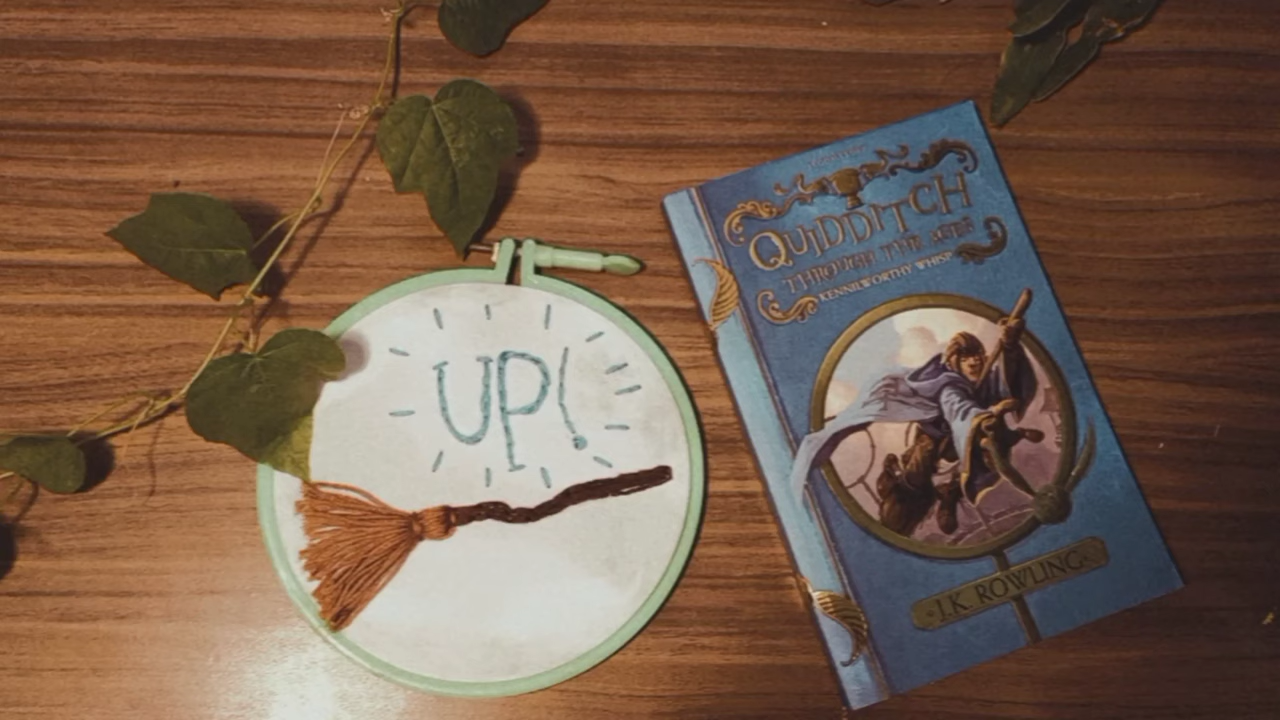 UP!
QUIDDITCH
THROUGH THE AGES
KENNILWORTHY WHISP
J.K. ROWLING